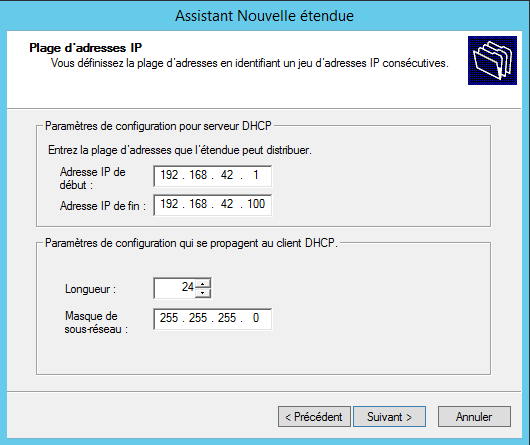 Assistant Nouvelle étendue
Plage d'adresses IP
Vous définissez la plage d'adresses en identifiant un jeu d'adresses IP consécutives.
Paramètres de configuration pour serveur DHCP
Entrez la plage d'adresses que l'étendue peut distribuer.
Adresse IP de
début :
192 . 168 . 42 . 1
Adresse IP de fin :
192 . 168 . 42 . 100
Paramètres de configuration qui se propagent au client DHCP.
Longueur :
24
Masque de
sous-réseau :
255 . 255 . 255 . 0
< Précédent
Suivant >
Annuler